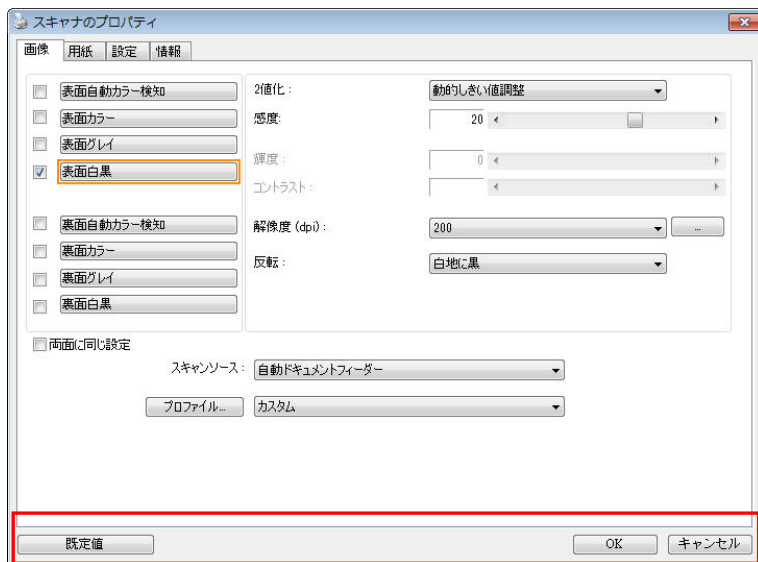 スキャナのプロパティ
画像 用紙 設定 情報
表面自動カラー検知
表面カラー
表面グレイ
表面白黒
裏面自動カラー検知
裏面カラー
裏面グレイ
裏面白黒
2値化: 動的しきい値調整
感度: 20
輝度: 0
コントラスト:
解像度 (dpi): 200 ...
反転: 白地に黒
両面に同じ設定
スキャンソース: 自動ドキュメントフィーダー
プロファイル... カスタム
既定値 OK キャンセル